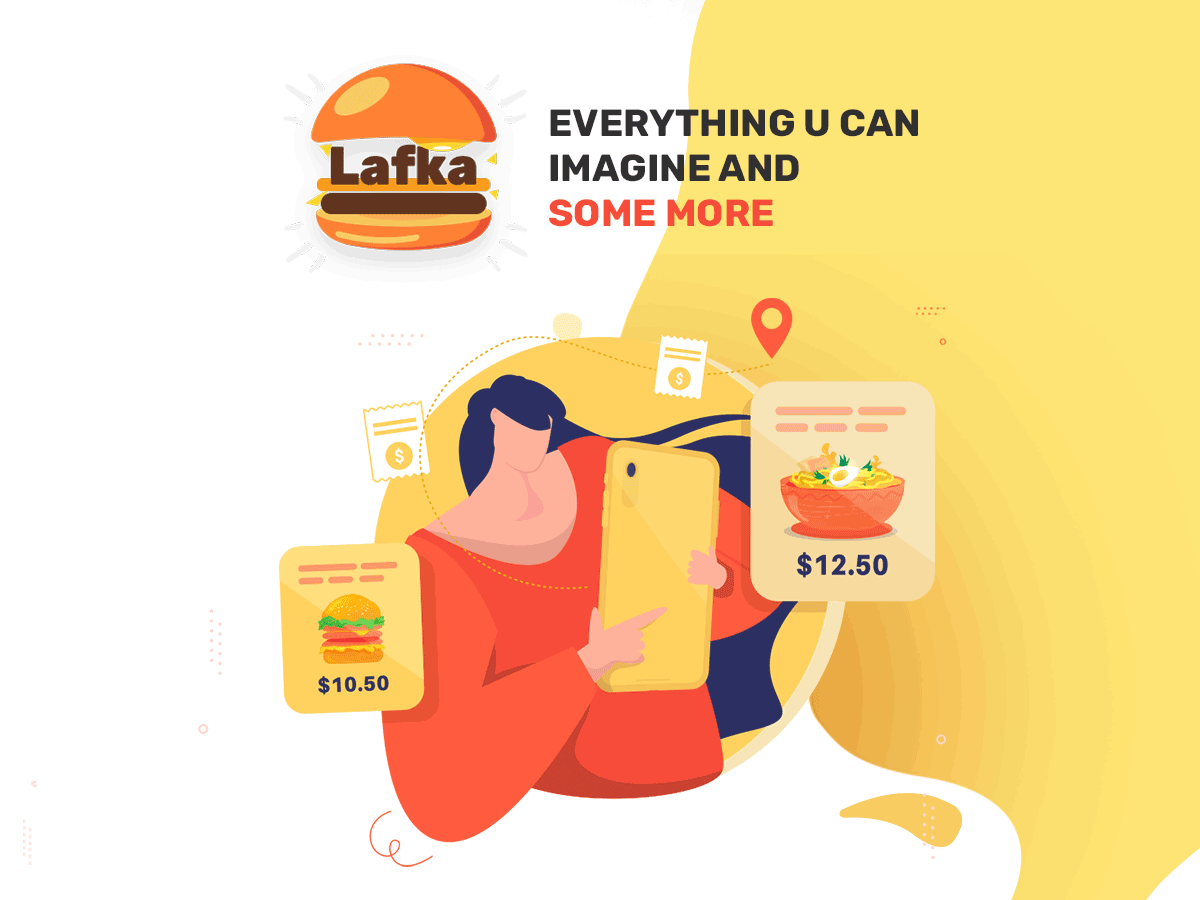 Lafka
EVERYTHING U CAN
IMAGINE AND
SOME MORE
$
$
$12.50
$10.50